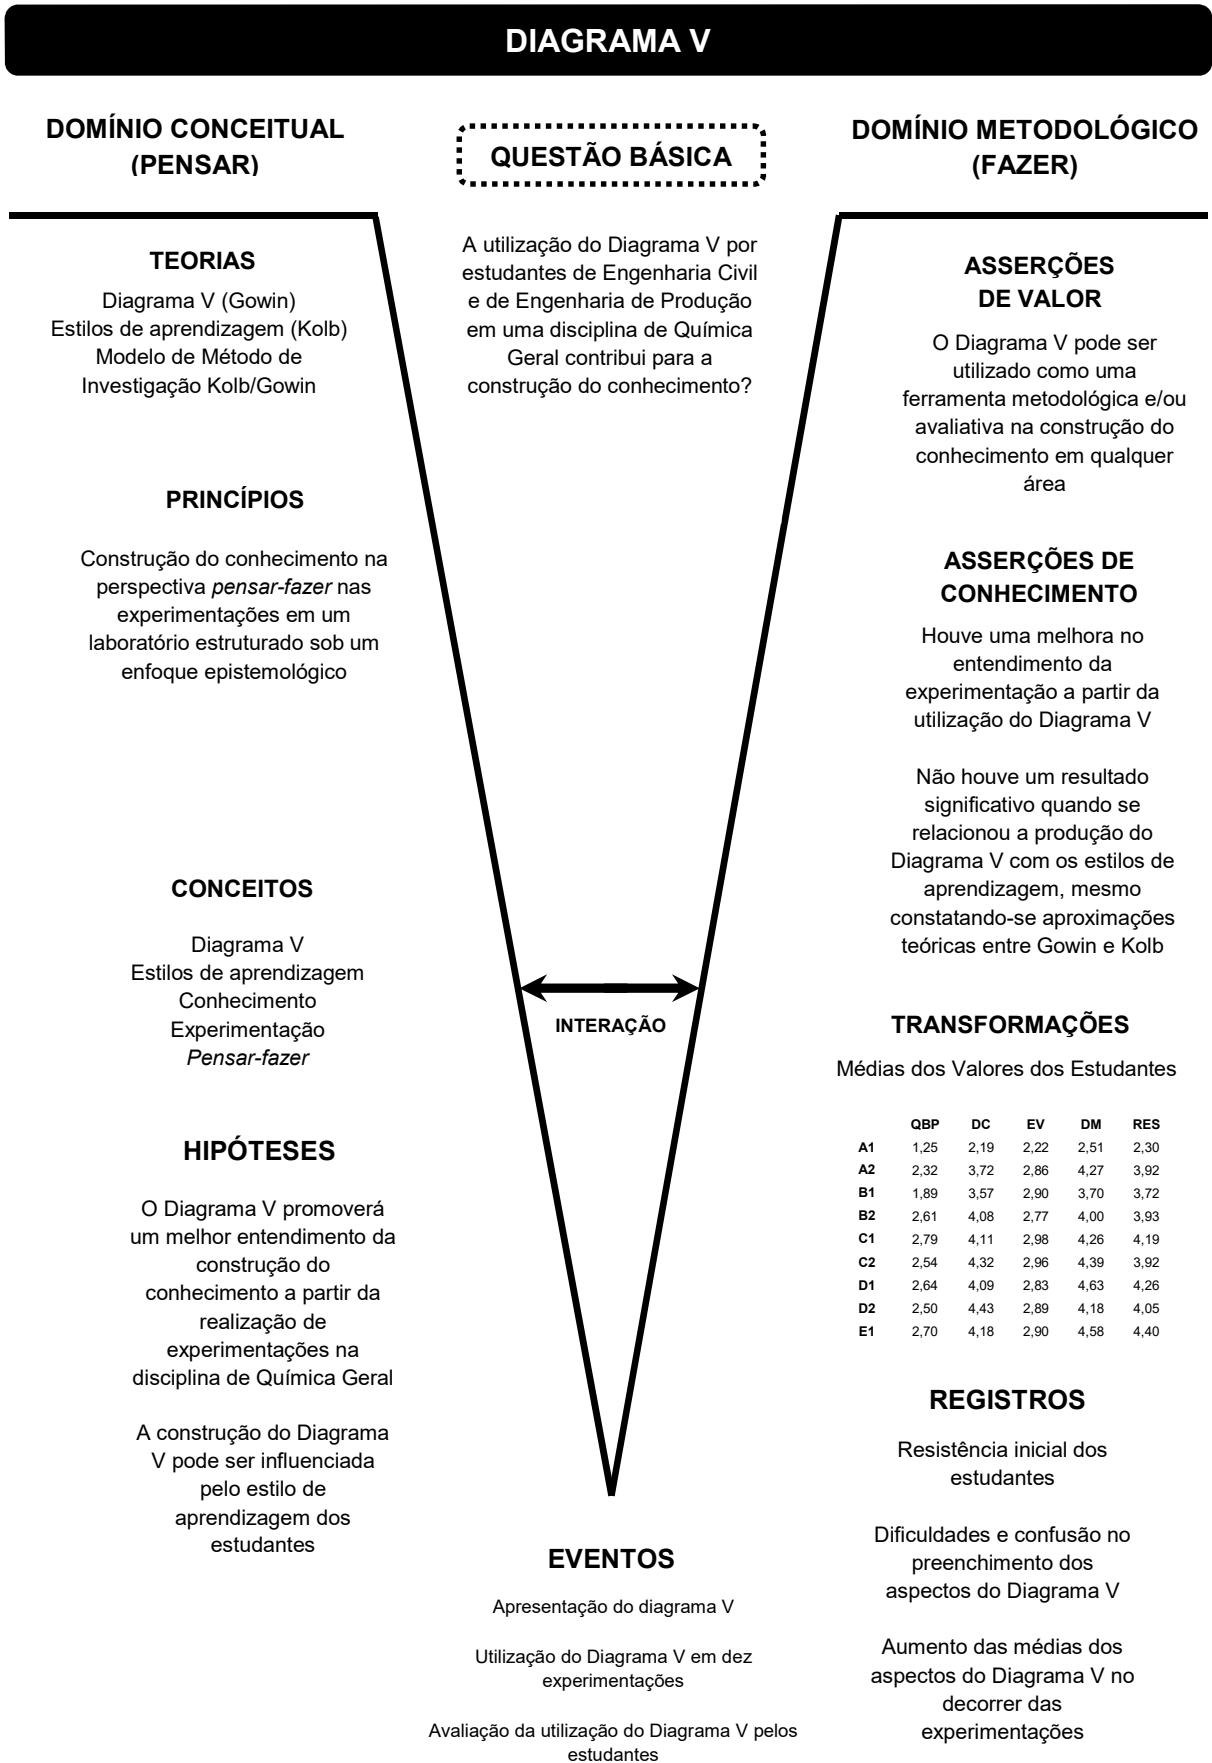 DIAGRAMA V
DOMÍNIO CONCEITUAL
(PENSAR)
TEORIAS
Diagrama V (Gowin)
Estilos de aprendizagem (Kolb)
Modelo de Método de
Investigação Kolb/Gowin
PRINCÍPIOS
Construção do conhecimento na
perspectiva pensar-fazer nas
experimentações em um
laboratório estruturado sob um
enfoque epistemológico
CONCEITOS
Diagrama V
Estilos de aprendizagem
Conhecimento
Experimentação
Pensar-fazer
HIPÓTESES
O Diagrama V promoverá
um melhor entendimento da
construção do
conhecimento a partir da
realização de
experimentações na
disciplina de Química Geral
A construção do Diagrama
V pode ser influenciada
pelo estilo de
aprendizagem dos
estudantes
QUESTÃO BÁSICA
A utilização do Diagrama V por
estudantes de Engenharia Civil
e de Engenharia de Produção
em uma disciplina de Química
Geral contribui para a
construção do conhecimento?
INTERAÇÃO
EVENTOS
Apresentação do diagrama V
Utilização do Diagrama V em dez
experimentações
Avaliação da utilização do Diagrama V pelos
estudantes
DOMÍNIO METODOLÓGICO
(FAZER)
ASSERÇÕES
DE VALOR
O Diagrama V pode ser
utilizado como uma
ferramenta metodológica e/ou
avaliativa na construção do
conhecimento em qualquer
área
ASSERÇÕES DE
CONHECIMENTO
Houve uma melhora no
entendimento da
experimentação a partir da
utilização do Diagrama V
Não houve um resultado
significativo quando se
relacionou a produção do
Diagrama V com os estilos de
aprendizagem, mesmo
constatando-se aproximações
teóricas entre Gowin e Kolb
TRANSFORMAÇÕES
Médias dos Valores dos Estudantes
QBP DC EV DM RES
A1 1,25 2,19 2,22 2,51 2,30
A2 2,32 3,72 2,86 4,27 3,92
B1 1,89 3,57 2,90 3,70 3,72
B2 2,61 4,08 2,77 4,00 3,93
C1 2,79 4,11 2,98 4,26 4,19
C2 2,54 4,32 2,96 4,39 3,92
D1 2,64 4,09 2,83 4,63 4,26
D2 2,50 4,43 2,89 4,18 4,05
E1 2,70 4,18 2,90 4,58 4,40
REGISTROS
Resistência inicial dos
estudantes
Dificuldades e confusão no
preenchimento dos
aspectos do Diagrama V
Aumento das médias dos
aspectos do Diagrama V no
decorrer das
experimentações